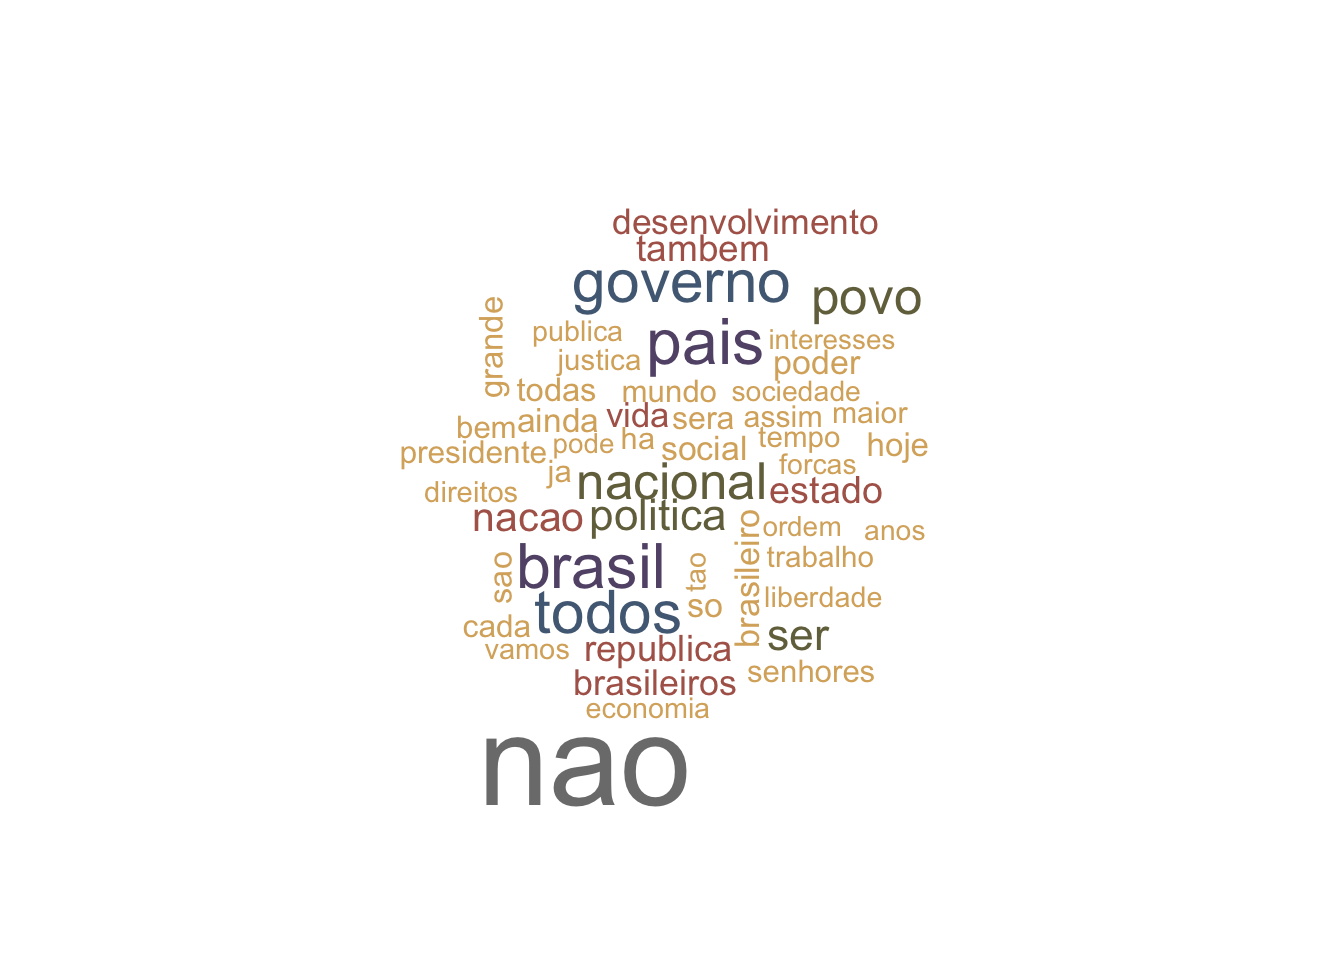 desenvolvimento
tambem
governo povo
grande publica pais interesses
justica poder
todas mundo sociedade
bem ainda vida sera assim maior
presidente pode ha social tempo hoje
ja forcas
direitos nacional estado
nacao politica brasileiro ordem anos
sao brasil tao trabalho
todos so liberdade
cada ser
vamos republica
brasileiros senhores
economia
nao